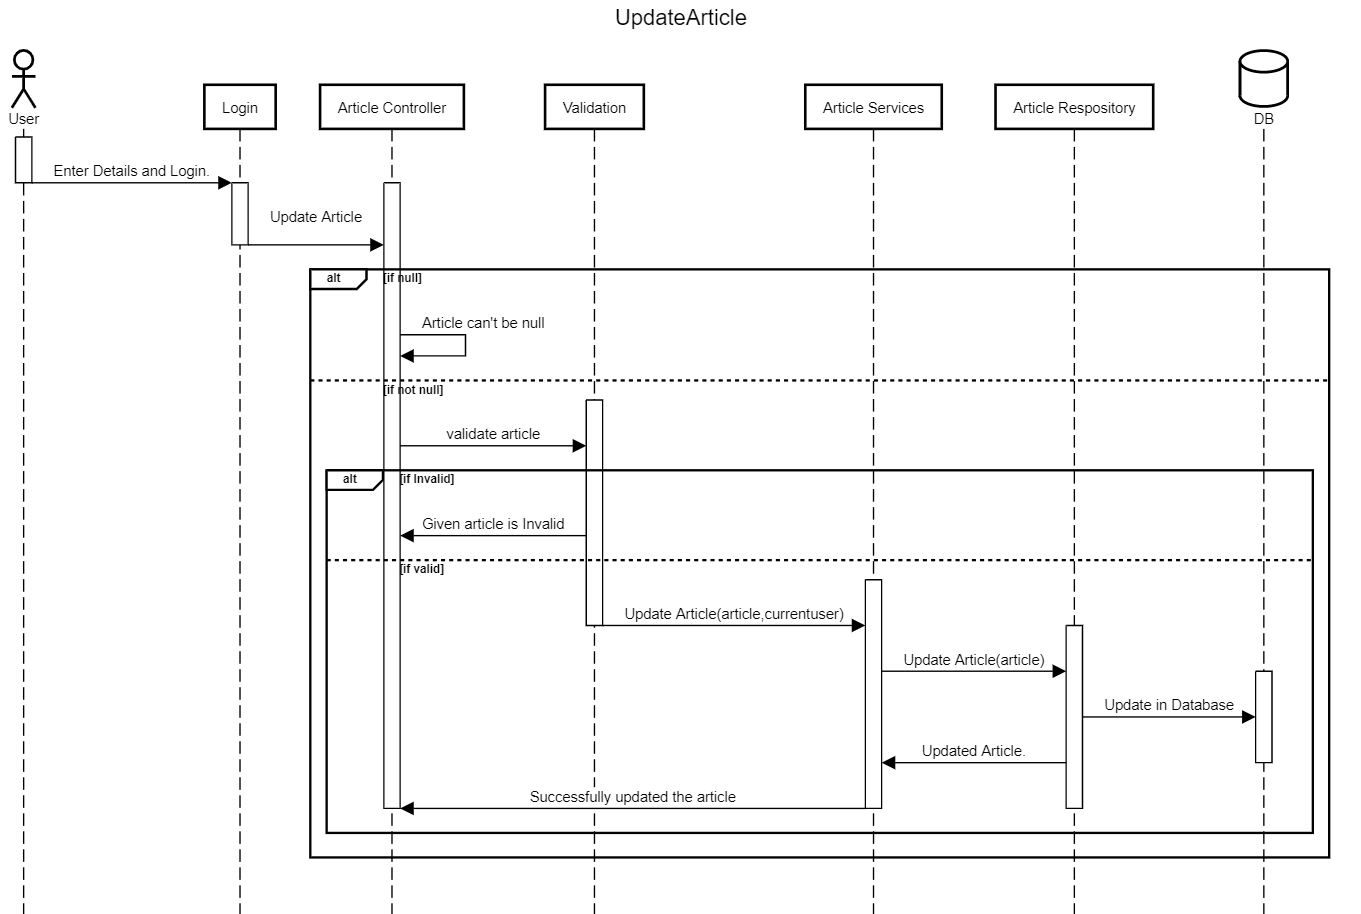 UpdateArticle
User
Login
Article Controller
Validation
Article Services
Article Respository
DB
Enter Details and Login.
Update Article
alt
[if null]
Article can't be null
[if not null]
validate article
alt
[if Invalid]
Given article is Invalid
[if valid]
Update Article(article,currentuser)
Update Article(article)
Update in Database
Updated Article.
Successfully updated the article